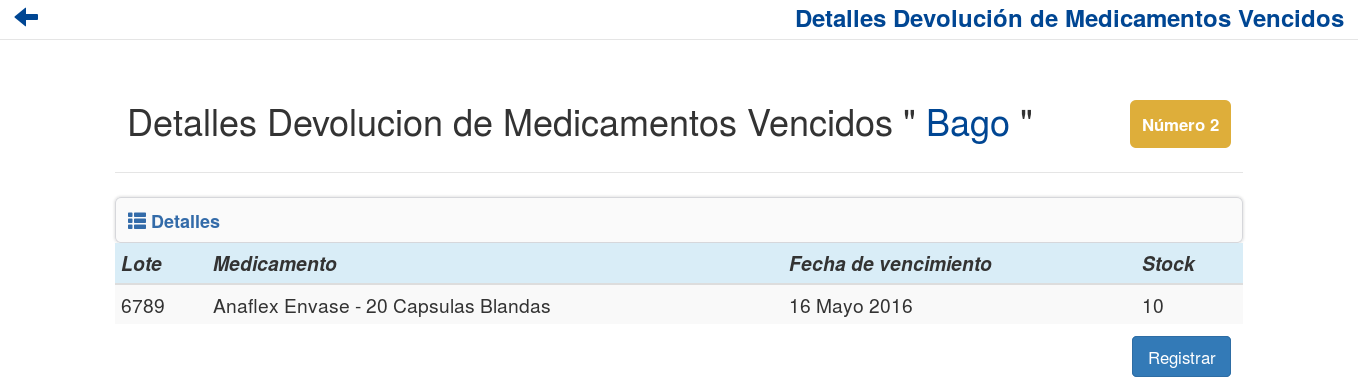 Detalles Devolución de Medicamentos Vencidos
Detalles Devolucion de Medicamentos Vencidos " Bago "
Número 2
Detalles
Lote Medicamento Fecha de vencimiento Stock
6789 Anaflex Envase - 20 Capsulas Blandas 16 Mayo 2016 10
Registrar